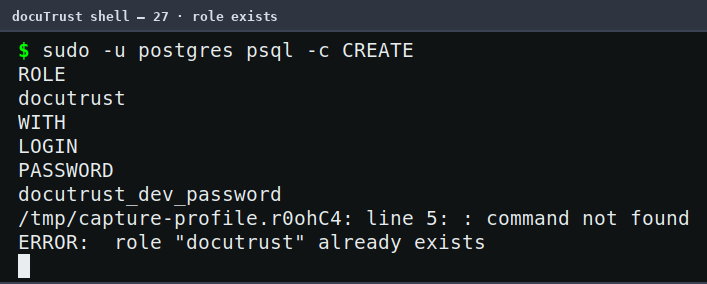 docuTrust shell — 27 · role exists
$ sudo -u postgres psql -c CREATE
ROLE
docutrust
WITH
LOGIN
PASSWORD
docutrust_dev_password
/tmp/capture-profile.r0ohC4: line 5: : command not found
ERROR:  role "docutrust" already exists